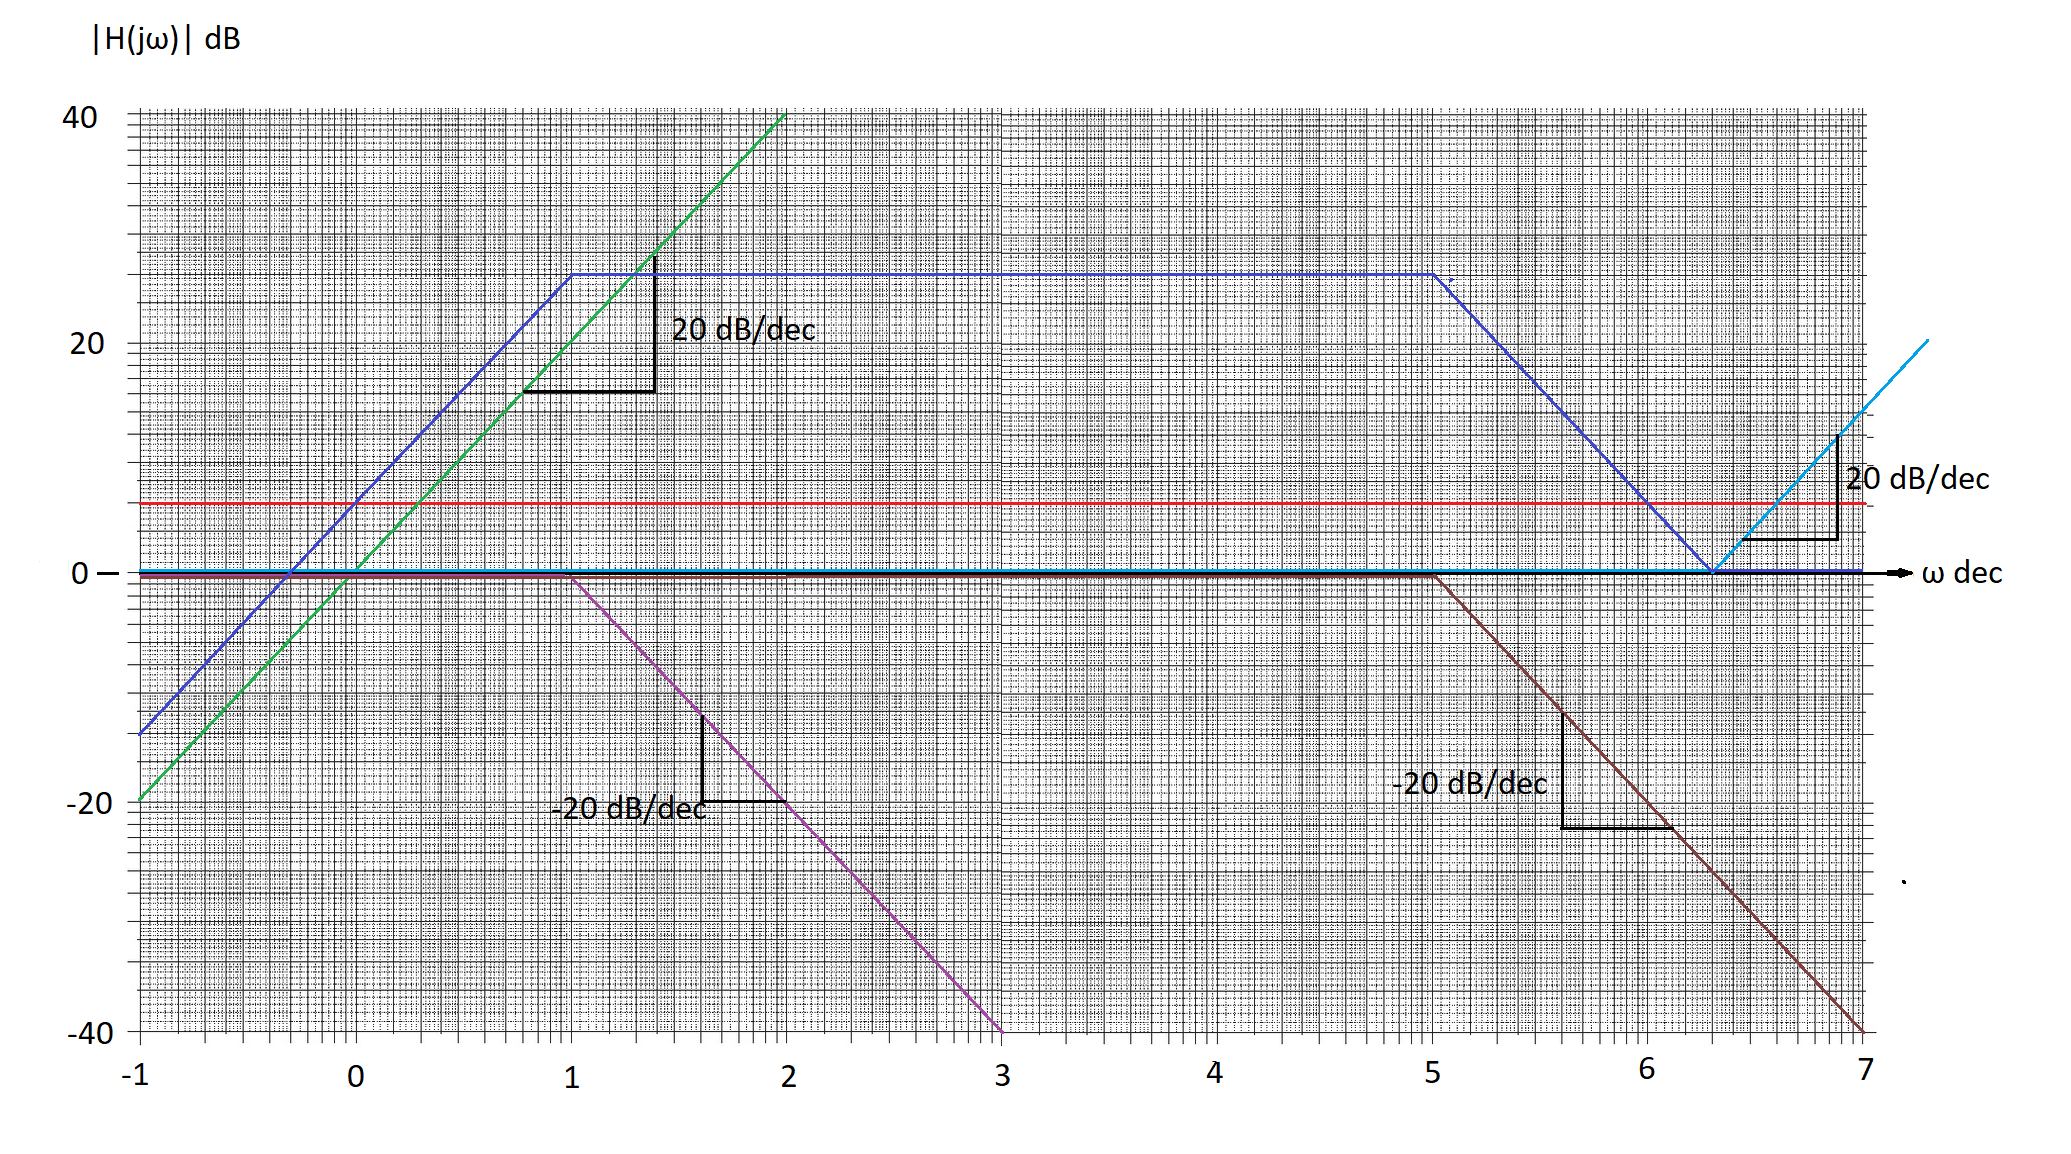 |H(jω)| dB
40
20 dB/dec
20
20 dB/dec
0
ω dec
-20 dB/dec
-20
-20 dB/dec
-40
-1 0 1 2 3 4 5 6 7